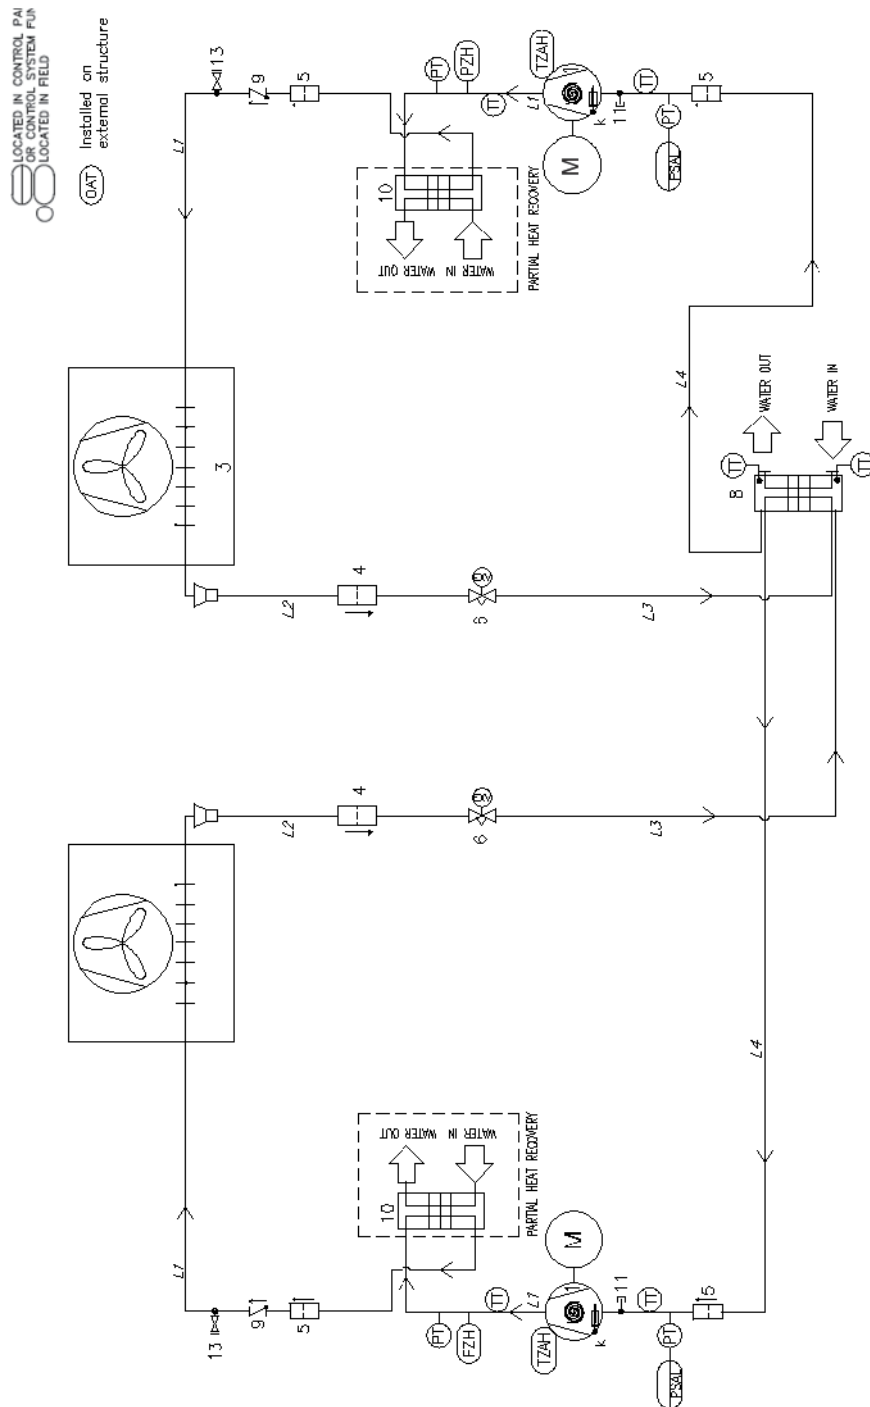 LOCATED IN CONTROL PA
OR CONTROL SYSTEM FUN
LOCATED IN FIELD
OAT
Installed on
external structure
13
9
5
L1
PT
PZH
TT
L1
TZAH
1
k
11
TT
PT
PSAL
5
M
10
WATER OUT
WATER IN
PARTIAL HEAT RECOVERY
3
4
L2
6
L3
L4
WATER OUT
WATER IN
TT
TT
8
4
L2
6
L3
L4
L1
13
9
5
10
WATER OUT
WATER IN
PARTIAL HEAT RECOVERY
PT
FZH
TT
L1
TZAH
1
k
M
11
TT
PT
PSAL
5